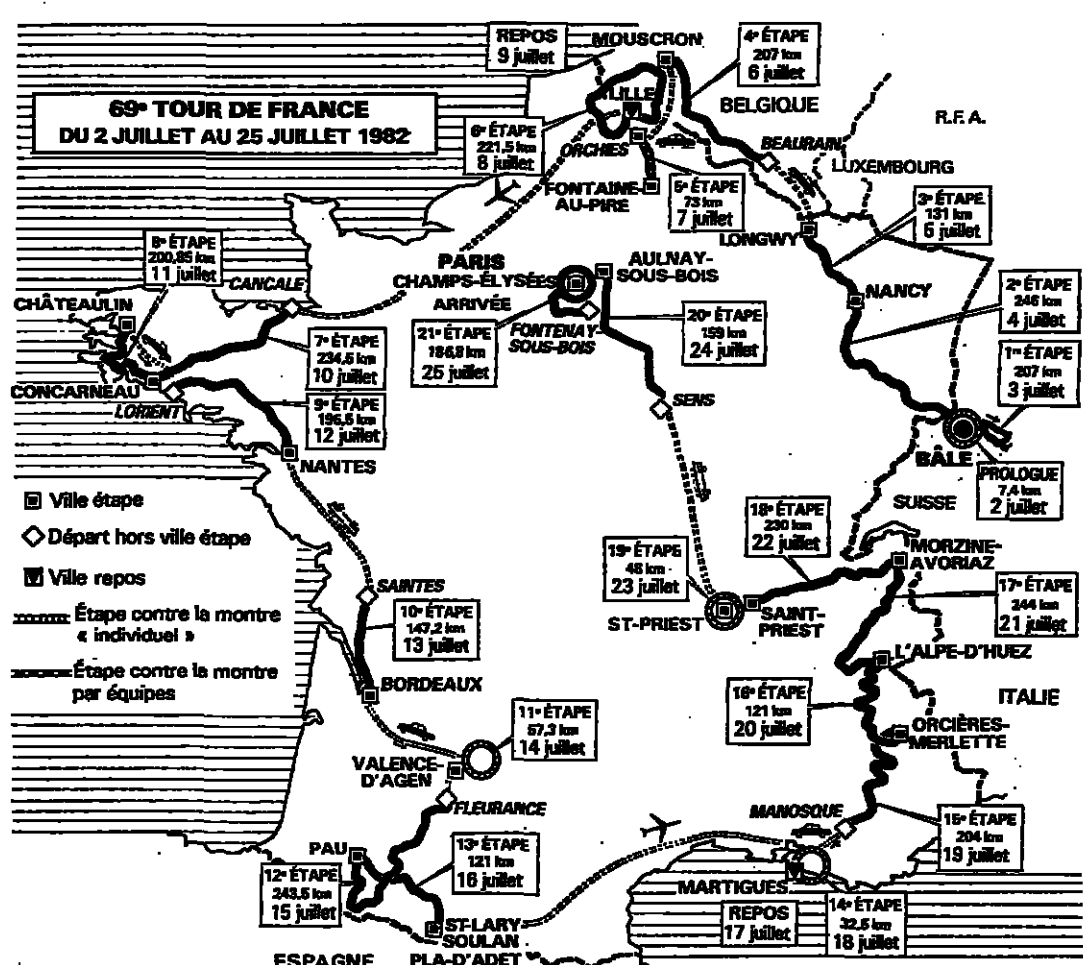 69e TOUR DE FRANCE
DU 2 JUILLET AU 25 JUILLET 1982
REPOS
9 juillet
MOUSCRON
4e ÉTAPE
207 km
6 juillet
LILLE
BELGIQUE
R.F.A.
6e ÉTAPE
221,5 km
8 juillet
ORCHIES
BEAURAIN
LUXEMBOURG
FONTAINE-
AU-PIRE
5e ÉTAPE
73 km
7 juillet
3e ÉTAPE
131 km
5 juillet
LONGWY
8e ÉTAPE
200,85 km
11 juillet
CANCALE
PARIS
CHAMPS-ÉLYSÉES
ARRIVÉE
AULNAY-
SOUS-BOIS
NANCY
2e ÉTAPE
246 km
4 juillet
CHÂTEAULIN
21e ÉTAPE
186,8 km
25 juillet
FONTENAY-
SOUS-BOIS
20e ÉTAPE
159 km
24 juillet
7e ÉTAPE
234,5 km
10 juillet
1re ÉTAPE
207 km
3 juillet
CONCARNEAU
LORIENT
9e ÉTAPE
196,5 km
12 juillet
SENS
BÂLE
NANTES
PROLOGUE
7,4 km
2 juillet
SUISSE
Ville étape
Départ hors ville étape
Ville repos
Étape contre la montre
« individuel »
Étape contre la montre
par équipes
18e ÉTAPE
230 km
22 juillet
19e ÉTAPE
48 km
23 juillet
MORZINE-
AVORIAZ
SAINTES
10e ÉTAPE
147,2 km
13 juillet
ST-PRIEST
SAINT-
PRIEST
17e ÉTAPE
244 km
21 juillet
L'ALPE-D'HUEZ
BORDEAUX
16e ÉTAPE
121 km
20 juillet
ITALIE
11e ÉTAPE
57,3 km
14 juillet
ORCIÈRES-
MERLETTE
VALENCE-
D'AGEN
FLEURANCE
MANOSQUE
15e ÉTAPE
204 km
19 juillet
PAU
13e ÉTAPE
121 km
16 juillet
12e ÉTAPE
243,5 km
15 juillet
MARTIGUES
REPOS
17 juillet
14e ÉTAPE
32,5 km
18 juillet
ST-LARY
SOULAN
PLA-D'ADET
ESPAGNE